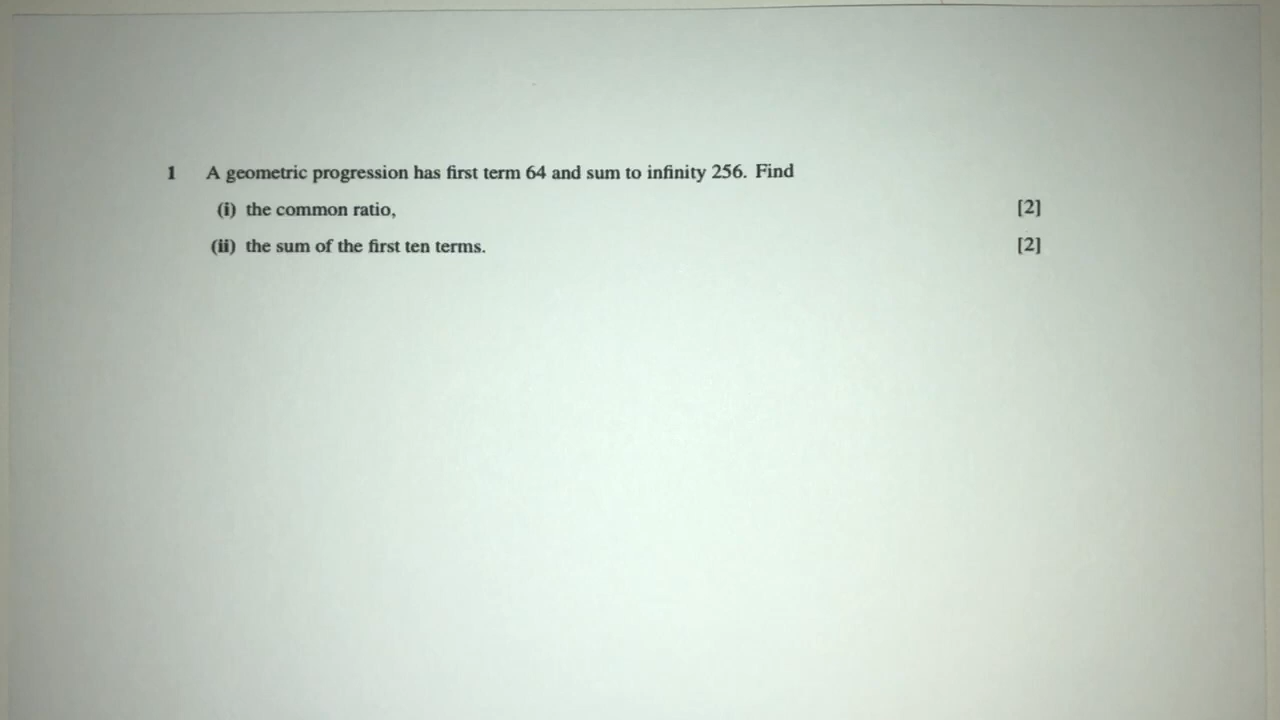 1 A geometric progression has first term 64 and sum to infinity 256. Find
(i) the common ratio, [2]
(ii) the sum of the first ten terms. [2]